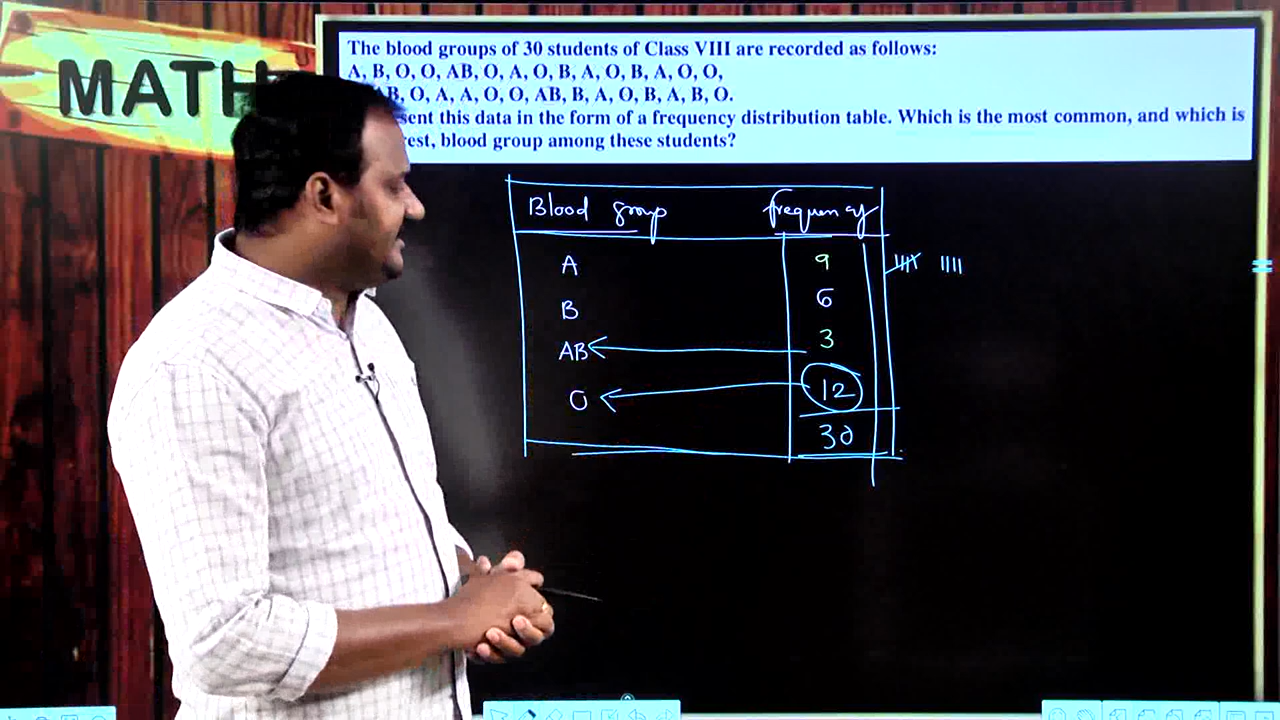 MATH
The blood groups of 30 students of Class VIII are recorded as follows:
A, B, O, O, AB, O, A, O, B, A, O, B, A, O, O,
AB, O, A, A, O, O, AB, B, A, O, B, A, B, O.
this data in the form of a frequency distribution table. Which is the most common, and which is
blood group among these students?
Blood group frequency
A 9
B 6
AB 3
O 12
30